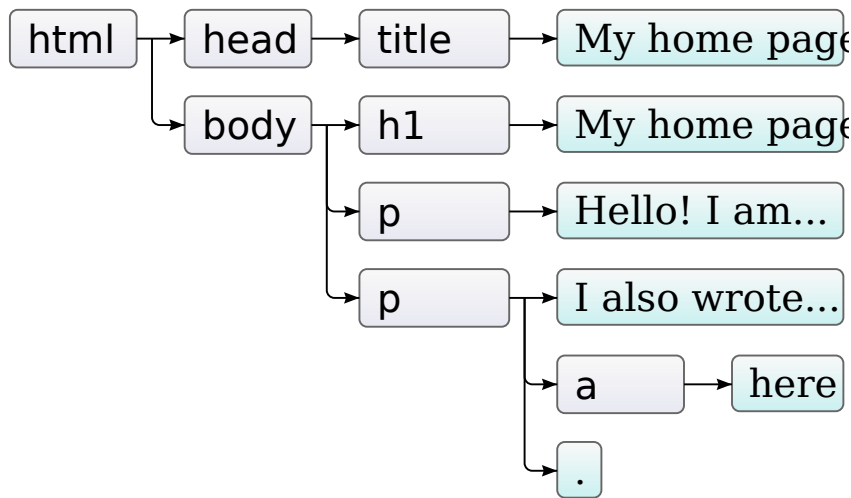 html head title My home page
body h1 My home page
p Hello! I am...
p I also wrote...
a here
.